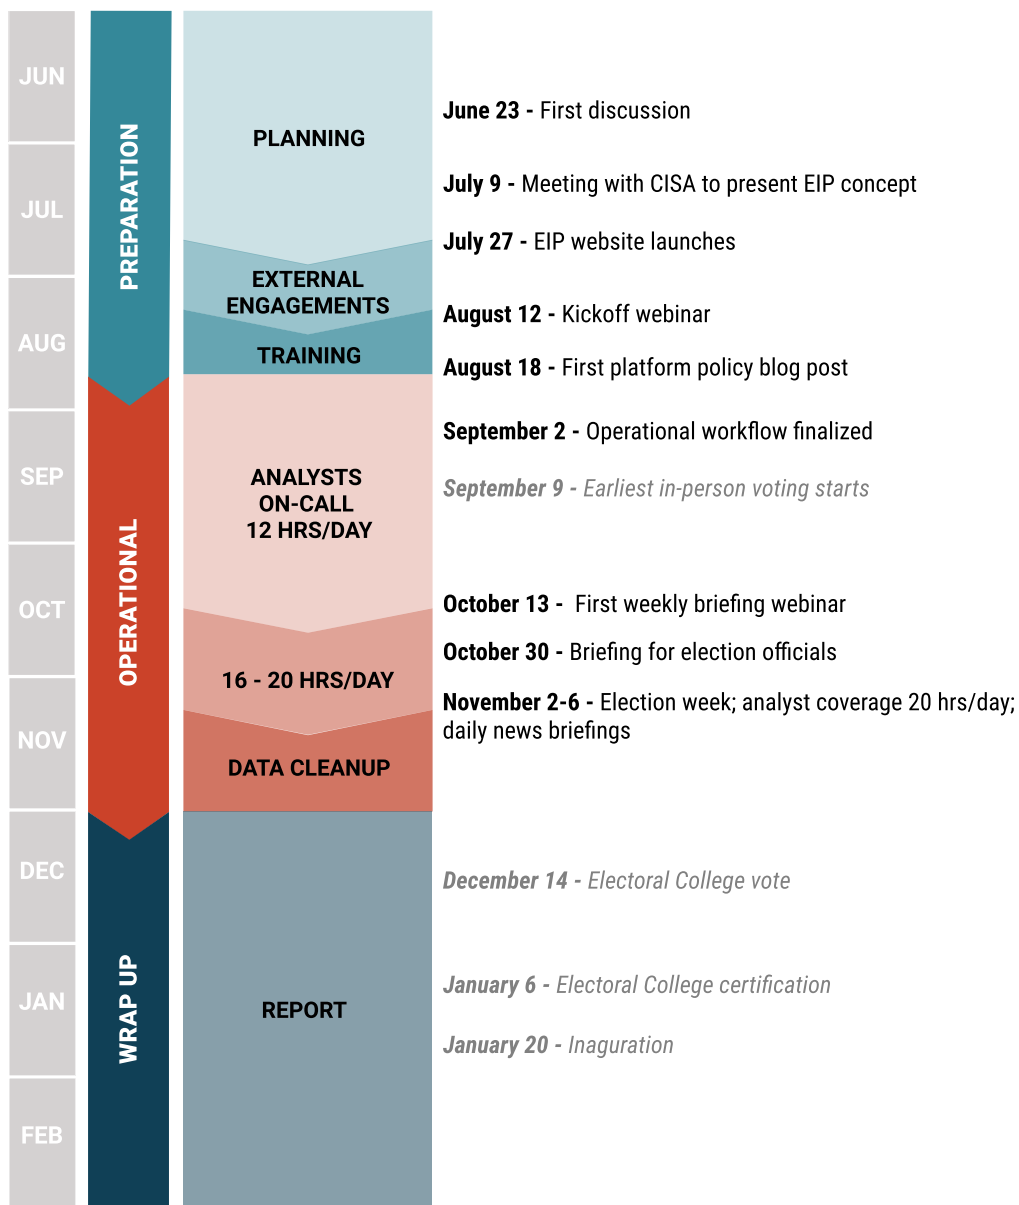 JUN
JUL
AUG
SEP
OCT
NOV
DEC
JAN
FEB
PREPARATION
OPERATIONAL
WRAP UP
PLANNING
EXTERNAL
ENGAGEMENTS
TRAINING
ANALYSTS
ON-CALL
12 HRS/DAY
16 - 20 HRS/DAY
DATA CLEANUP
REPORT
June 23 - First discussion
July 9 - Meeting with CISA to present EIP concept
July 27 - EIP website launches
August 12 - Kickoff webinar
August 18 - First platform policy blog post
September 2 - Operational workflow finalized
September 9 - Earliest in-person voting starts
October 13 - First weekly briefing webinar
October 30 - Briefing for election officials
November 2-6 - Election week; analyst coverage 20 hrs/day;
daily news briefings
December 14 - Electoral College vote
January 6 - Electoral College certification
January 20 - Inaguration